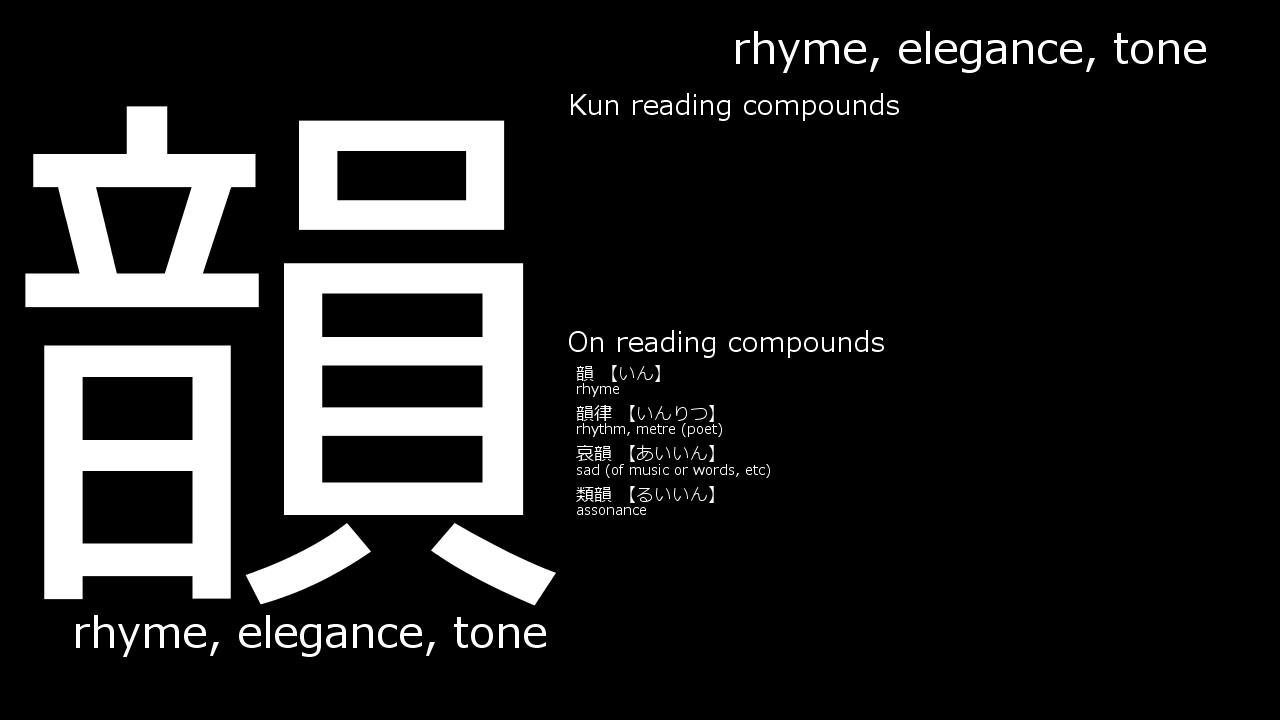 韻
rhyme, elegance, tone
rhyme, elegance, tone
Kun reading compounds
On reading compounds
韻 【いん】
rhyme
韻律 【いんりつ】
rhythm, metre (poet)
哀韻 【あいいん】
sad (of music or words, etc)
類韻 【るいいん】
assonance